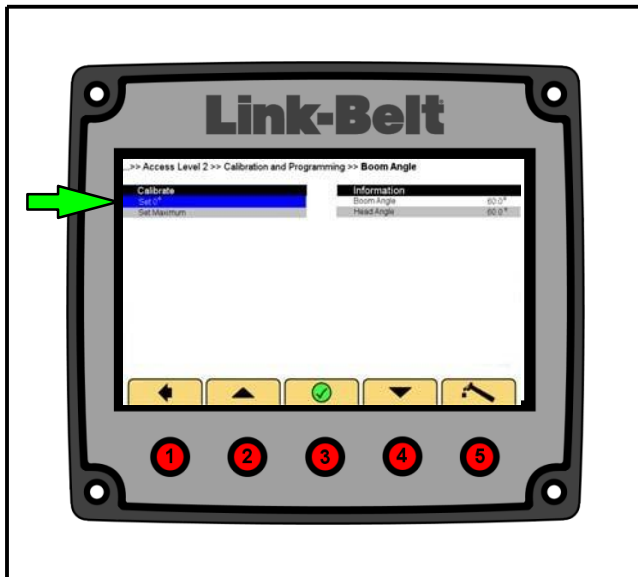 Link-Belt
...>> Access Level 2 >> Calibration and Programming >> Boom Angle
Calibrate
Set 0°
Set Maximum
Information
Boom Angle 60.0°
Head Angle 60.0°
1 2 3 4 5